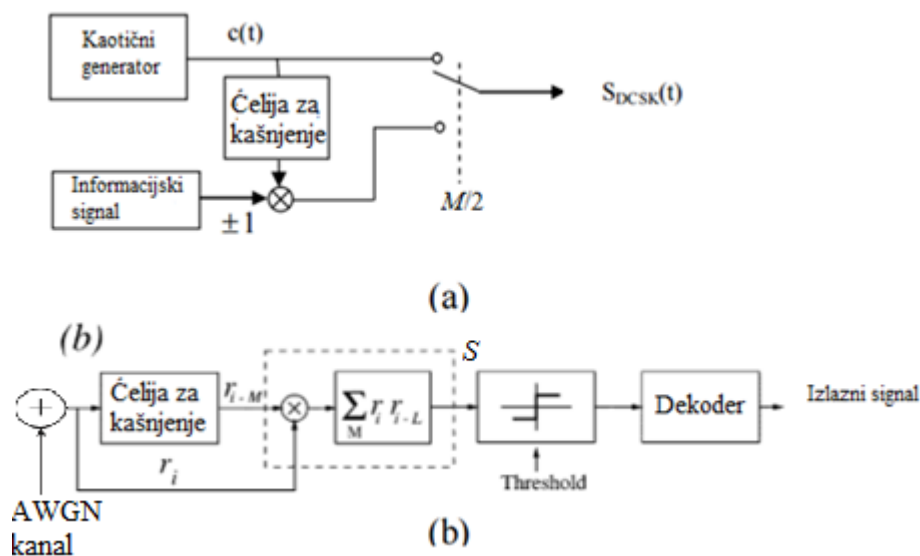 Kaotični
generator
c(t)
Ćelija za
kašnjenje
S_DCSK(t)
Informacijski
signal
± 1
M/2
(a)
(b)
Ćelija za
kašnjenje
r_{i-M}
S
∑ r_i r_{i-L}
M
Dekoder
Izlazni signal
r_i
Threshold
AWGN
kanal
(b)